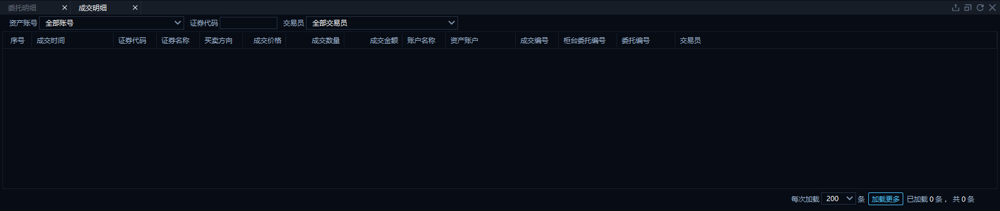 委托明细 成交明细
资产账号 全部账号 证券代码 交易员 全部交易员
序号 成交时间 证券代码 证券名称 买卖方向 成交价格 成交数量 成交金额 账户名称 资产账户 成交编号 柜台委托编号 委托编号 交易员
每次加载 200 条 加载更多 已加载 0 条， 共 0 条